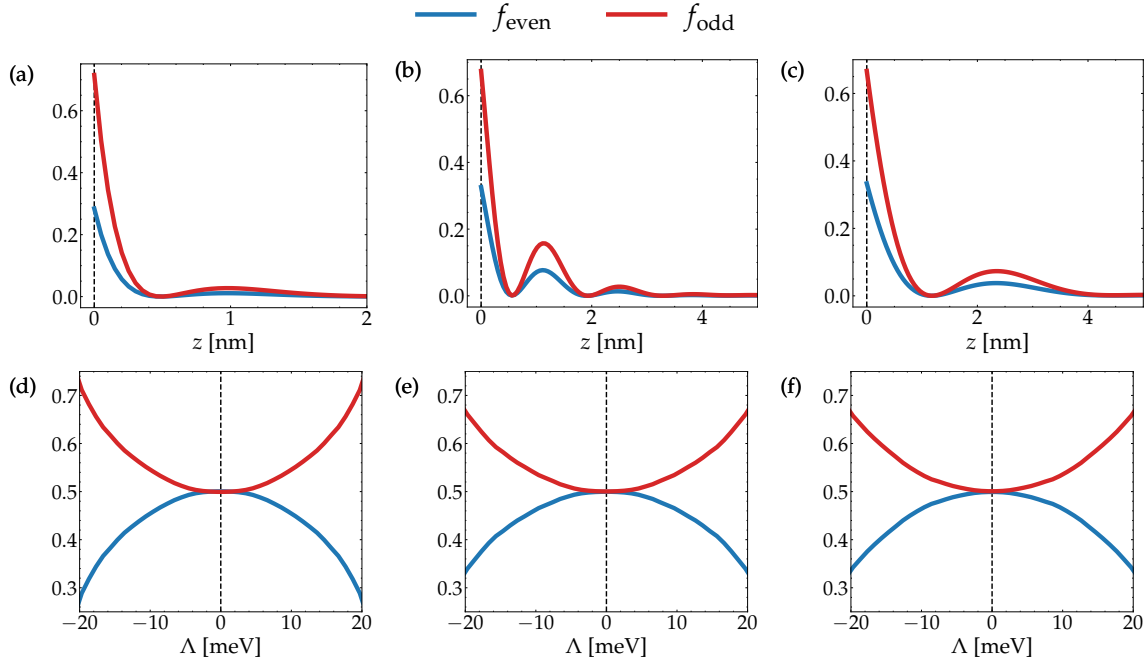 f_even f_odd
(a) (b) (c)
0.6 0.6 0.6
0.4 0.4 0.4
0.2 0.2 0.2
0.0 0.0 0.0
0 1 2 0 2 4 0 2 4
z [nm] z [nm] z [nm]
(d) (e) (f)
0.7 0.7 0.7
0.6 0.6 0.6
0.5 0.5 0.5
0.4 0.4 0.4
0.3 0.3 0.3
−20 −10 0 10 20 −20 −10 0 10 20 −20 −10 0 10 20
Λ [meV] Λ [meV] Λ [meV]